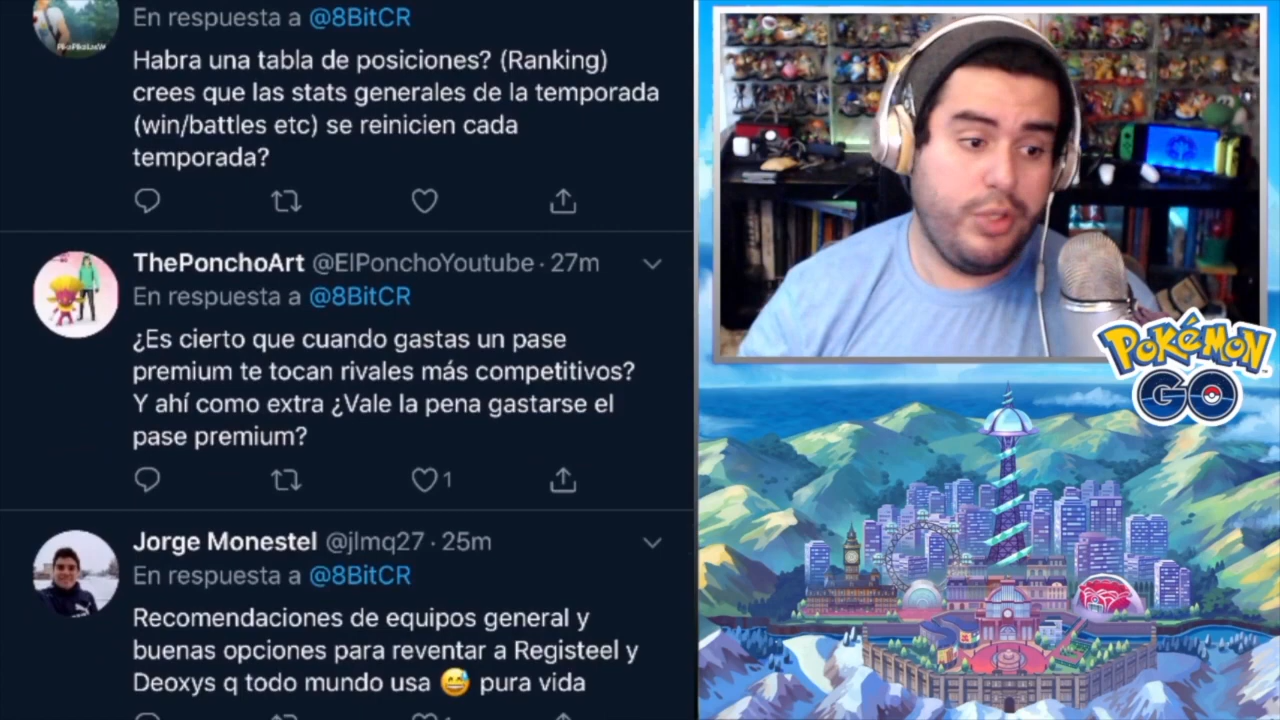 En respuesta a @8BitCR
Habra una tabla de posiciones? (Ranking)
crees que las stats generales de la temporada
(win/battles etc) se reinicien cada
temporada?
ThePonchoArt @ElPonchoYoutube · 27m
En respuesta a @8BitCR
¿Es cierto que cuando gastas un pase
premium te tocan rivales más competitivos?
Y ahí como extra ¿Vale la pena gastarse el
pase premium?
1
Jorge Monestel @jlmq27 · 25m
En respuesta a @8BitCR
Recomendaciones de equipos general y
buenas opciones para reventar a Registeel y
Deoxys q todo mundo usa 😅 pura vida
POKéMON
GO